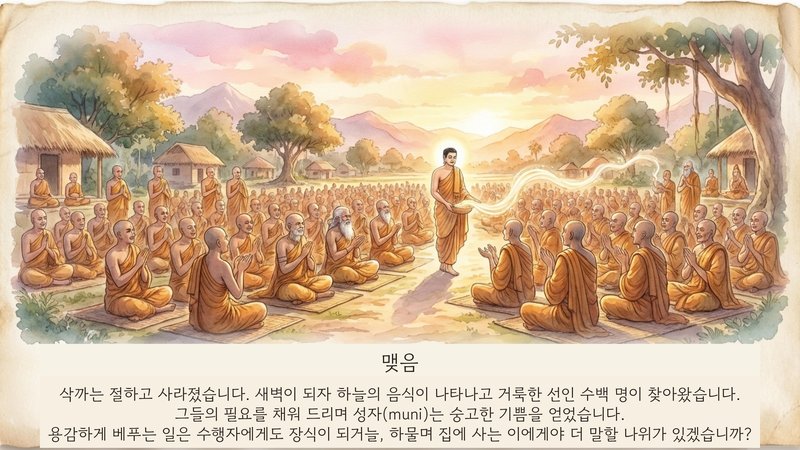 맺음
삭까는 절하고 사라졌습니다. 새벽이 되자 하늘의 음식이 나타나고 거룩한 선인 수백 명이 찾아왔습니다.
그들의 필요를 채워 드리며 성자(muni)는 숭고한 기쁨을 얻었습니다.
용감하게 베푸는 일은 수행자에게도 장식이 되거늘, 하물며 집에 사는 이에게야 더 말할 나위가 있겠습니까?